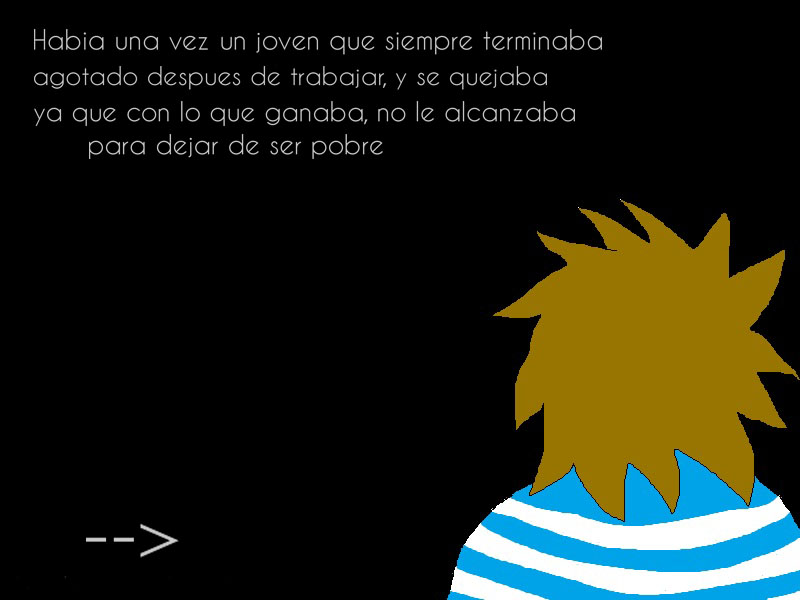 Habia una vez un joven que siempre terminaba
agotado despues de trabajar, y se quejaba
ya que con lo que ganaba, no le alcanzaba
para dejar de ser pobre
-->